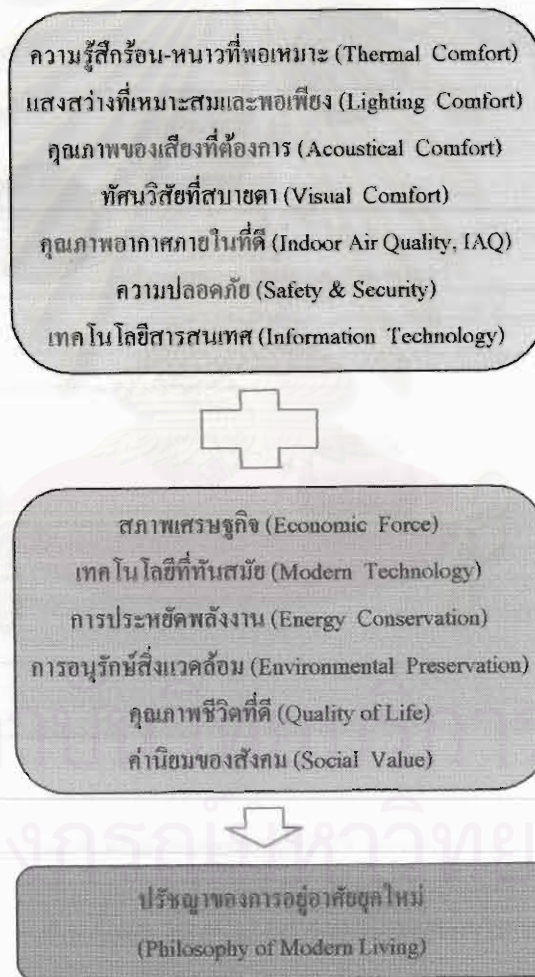 ความรู้สึกร้อน-หนาวที่พอเหมาะ (Thermal Comfort)
แสงสว่างที่เหมาะสมและพอเพียง (Lighting Comfort)
คุณภาพของเสียงที่ต้องการ (Acoustical Comfort)
ทัศนวิสัยที่สบายตา (Visual Comfort)
คุณภาพอากาศภายในที่ดี (Indoor Air Quality, IAQ)
ความปลอดภัย (Safety & Security)
เทคโนโลยีสารสนเทศ (Information Technology)
สภาพเศรษฐกิจ (Economic Force)
เทคโนโลยีที่ทันสมัย (Modern Technology)
การประหยัดพลังงาน (Energy Conservation)
การอนุรักษ์สิ่งแวดล้อม (Environmental Preservation)
คุณภาพชีวิตที่ดี (Quality of Life)
ค่านิยมของสังคม (Social Value)
ปรัชญาของการอยู่อาศัยยุคใหม่
(Philosophy of Modern Living)